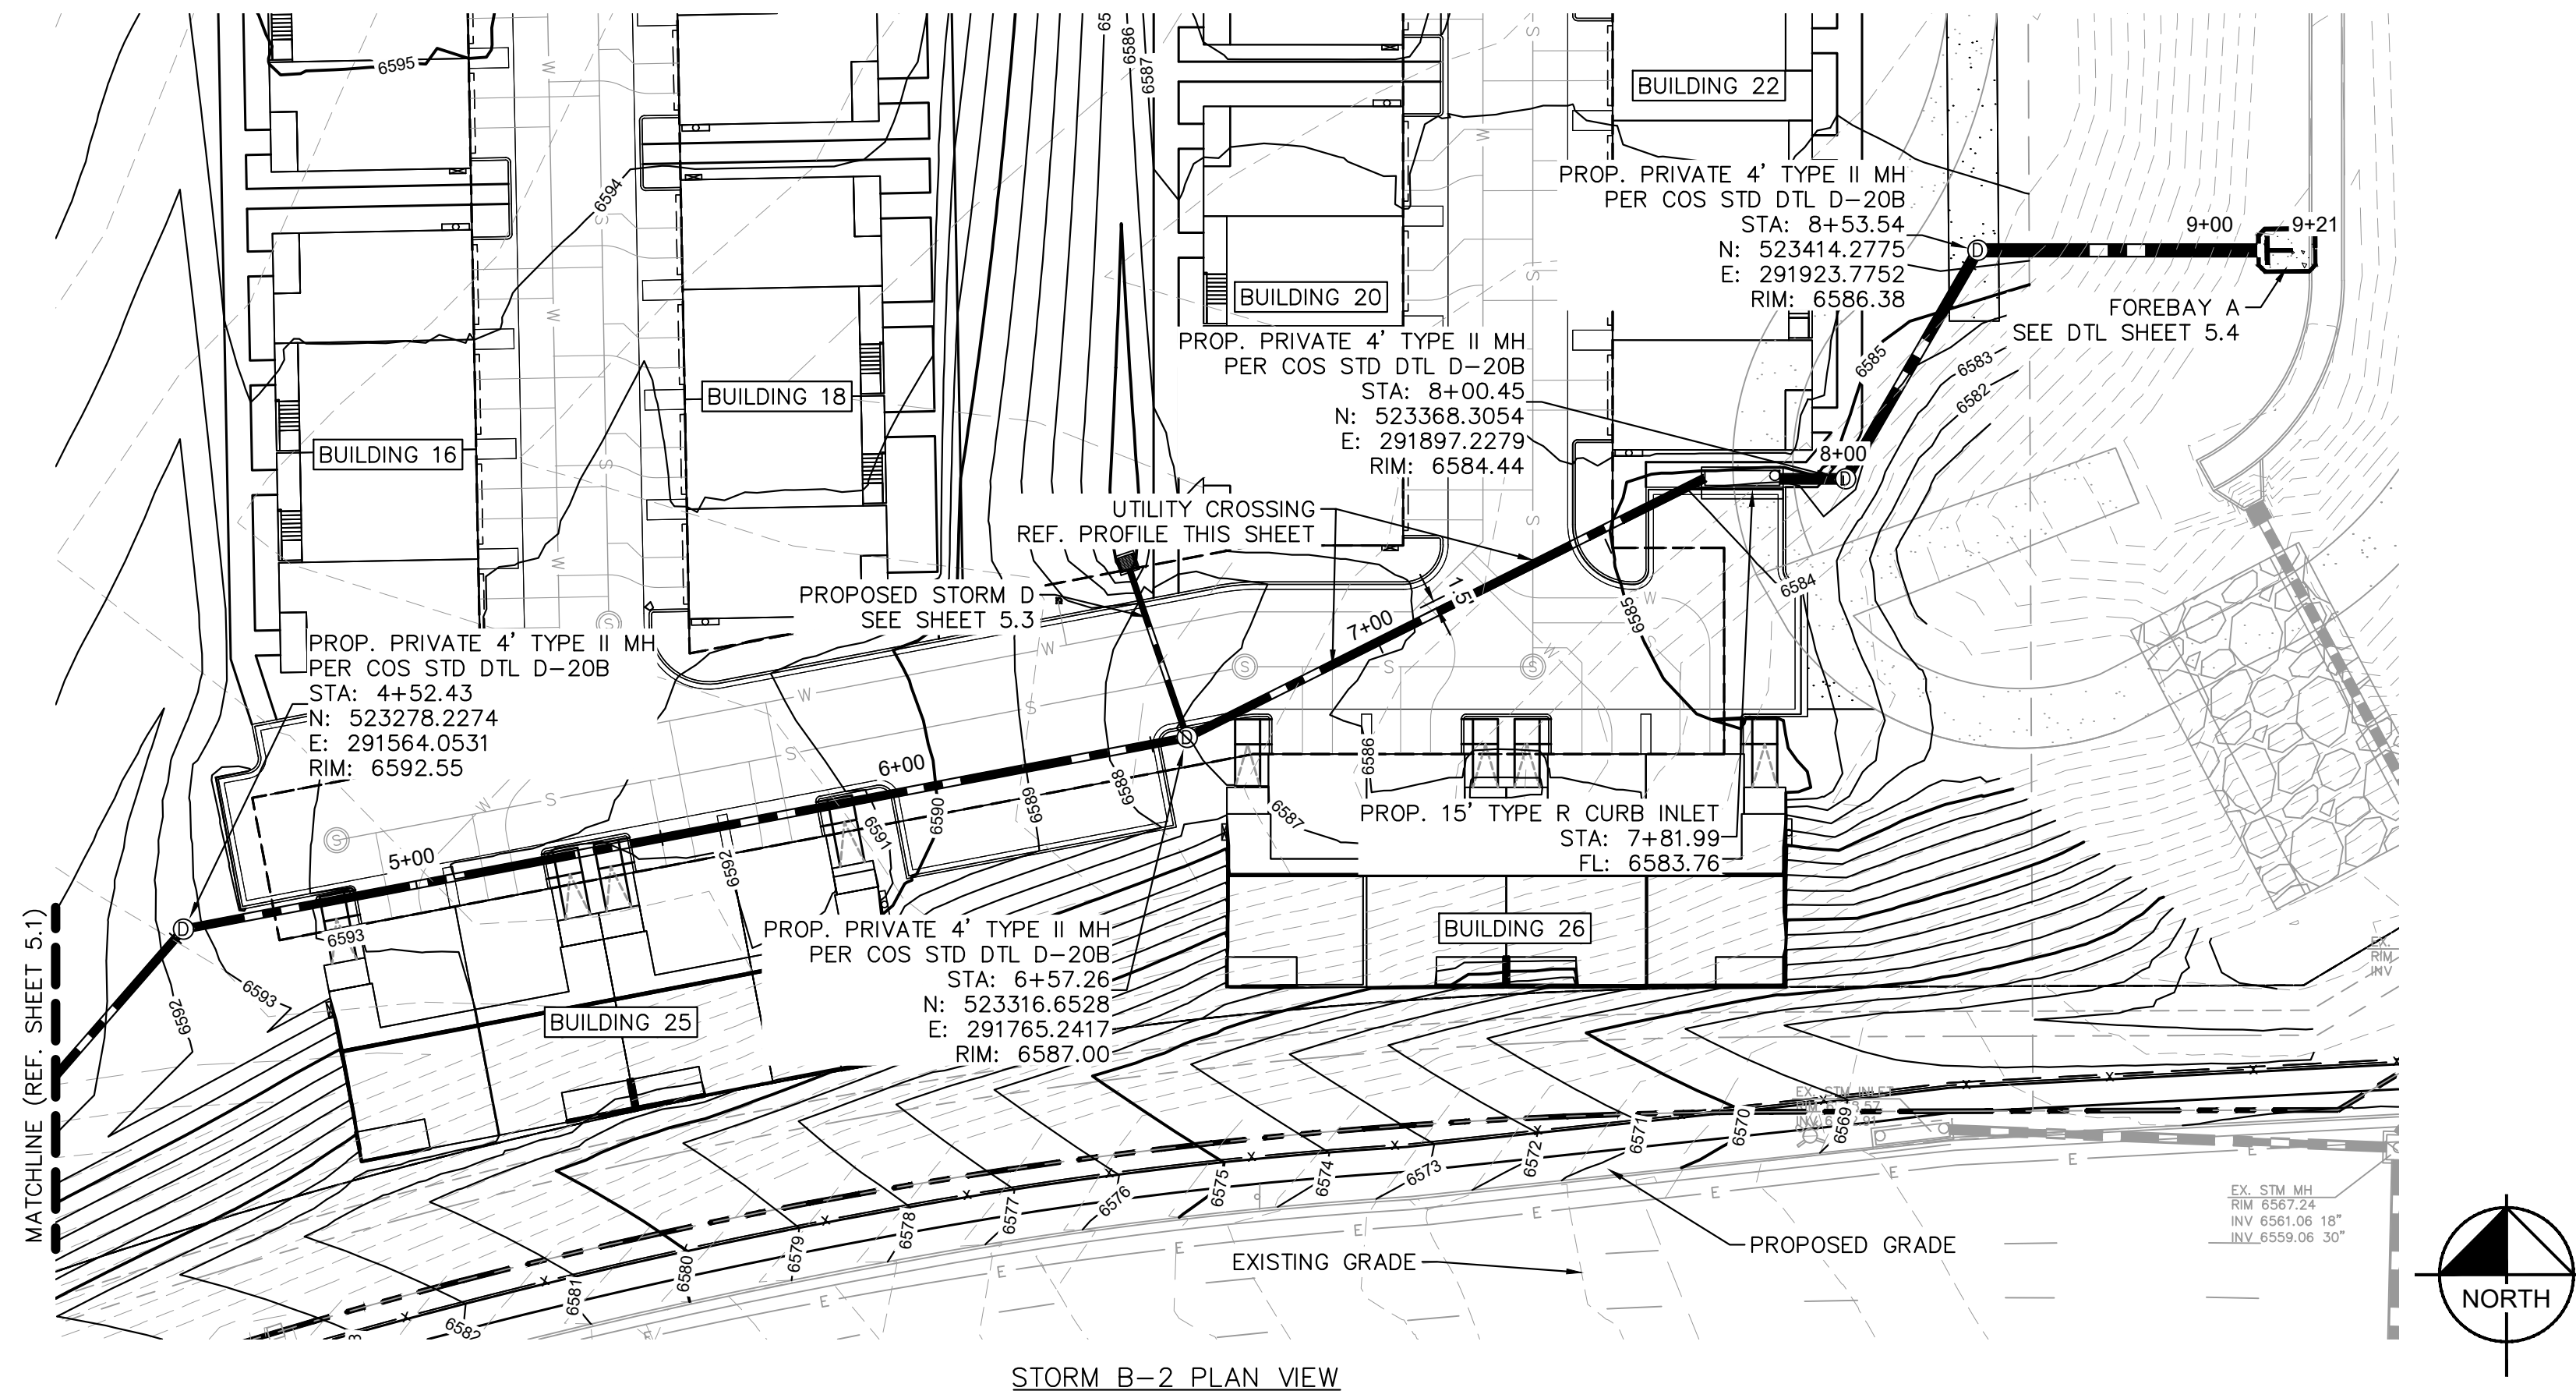 6595
6586
6587
BUILDING 22
6594
PROP. PRIVATE 4' TYPE II MH
PER COS STD DTL D-20B
STA: 8+53.54
N: 523414.2775
E: 291923.7752
RIM: 6586.38
9+00
9+21
FOREBAY A
SEE DTL SHEET 5.4
BUILDING 20
PROP. PRIVATE 4' TYPE II MH
PER COS STD DTL D-20B
STA: 8+00.45
N: 523368.3054
E: 291897.2279
RIM: 6584.44
6585
6583
6582
BUILDING 18
BUILDING 16
8+00
UTILITY CROSSING
REF. PROFILE THIS SHEET
PROPOSED STORM D
SEE SHEET 5.3
1.5'
7+00
6585
6584
PROP. PRIVATE 4' TYPE II MH
PER COS STD DTL D-20B
STA: 4+52.43
N: 523278.2274
E: 291564.0531
RIM: 6592.55
6+00
5+00
6592
6591
6590
6589
6588
6586
6587
PROP. 15' TYPE R CURB INLET
STA: 7+81.99
FL: 6583.76
6593
6593
6592
PROP. PRIVATE 4' TYPE II MH
PER COS STD DTL D-20B
STA: 6+57.26
N: 523316.6528
E: 291765.2417
RIM: 6587.00
BUILDING 26
BUILDING 25
MATCHLINE (REF. SHEET 5.1)
EX.
RIM
INV
EX. STM INLET
6582
6581
6580
6579
6578
6577
6576
6575
6574
6573
6572
6571
6570
6569
EX. STM MH
RIM 6567.24
INV 6561.06 18"
INV 6559.06 30"
EXISTING GRADE
PROPOSED GRADE
NORTH
STORM B-2 PLAN VIEW